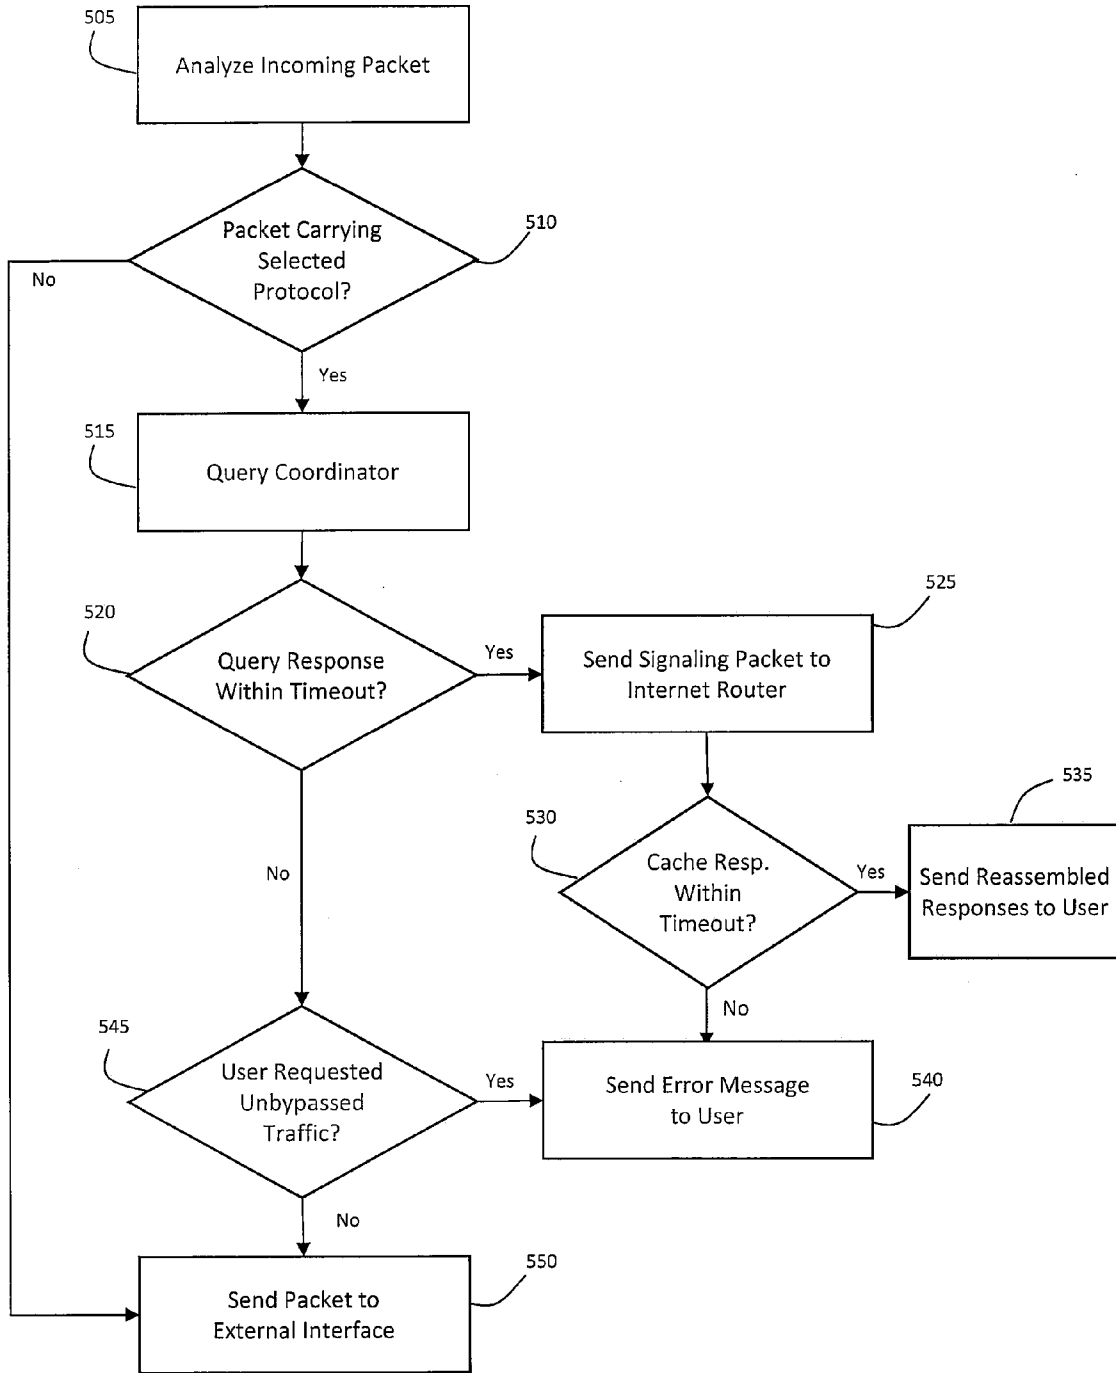 505
Analyze Incoming Packet
Packet Carrying
Selected
Protocol?
510
No
Yes
515
Query Coordinator
520
Query Response
Within Timeout?
Yes
525
Send Signaling Packet to
Internet Router
530
Cache Resp.
Within
Timeout?
Yes
535
Send Reassembled
Responses to User
No
No
545
User Requested
Unbypassed
Traffic?
Yes
Send Error Message
to User
540
No
Send Packet to
External Interface
550